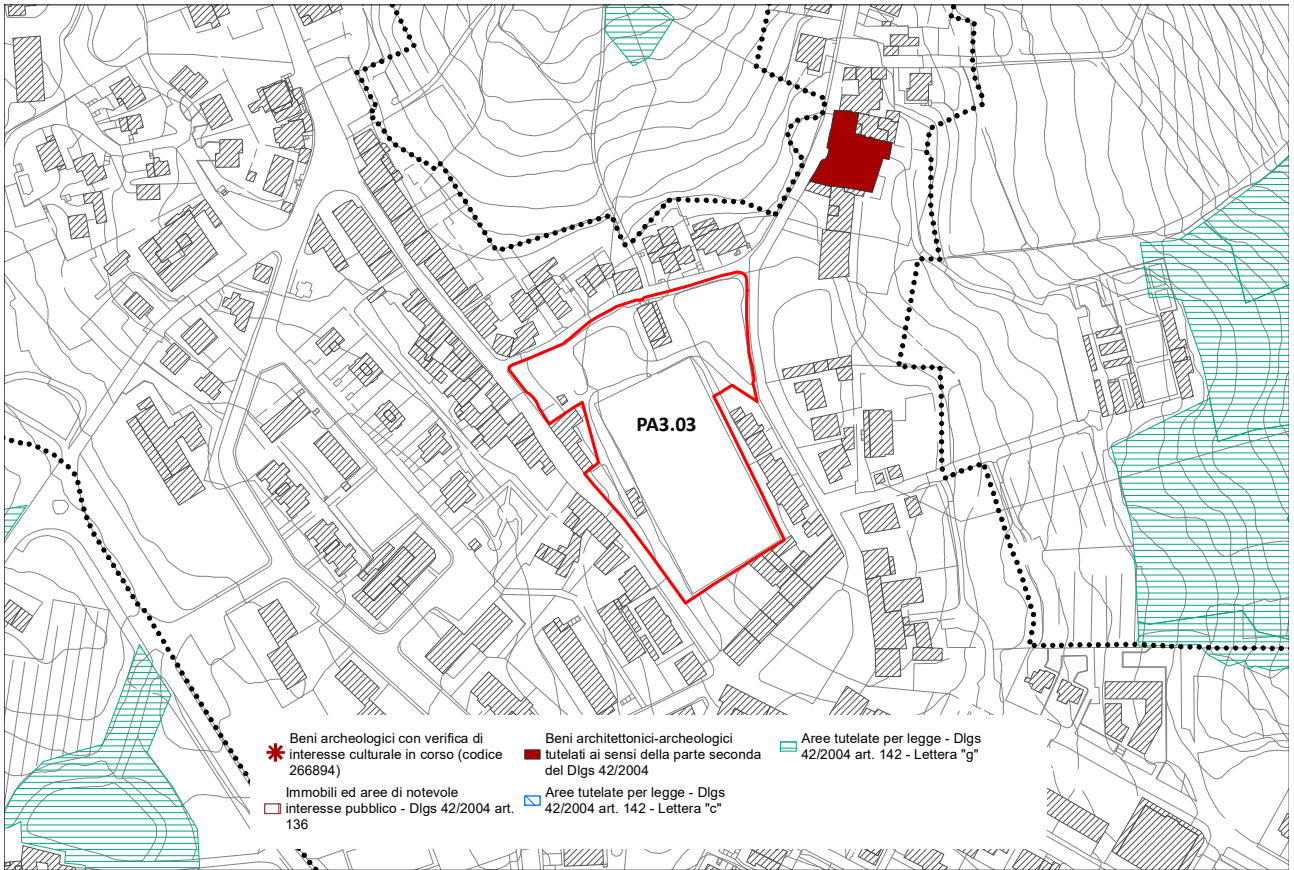 PA3.03
Beni archeologici con verifica di
interesse culturale in corso (codice
266894)
Immobili ed aree di notevole
interesse pubblico - Dlgs 42/2004 art.
136
Beni architettonici-archeologici
tutelati ai sensi della parte seconda
del Dlgs 42/2004
Aree tutelate per legge - Dlgs
42/2004 art. 142 - Lettera "c"
Aree tutelate per legge - Dlgs
42/2004 art. 142 - Lettera "g"